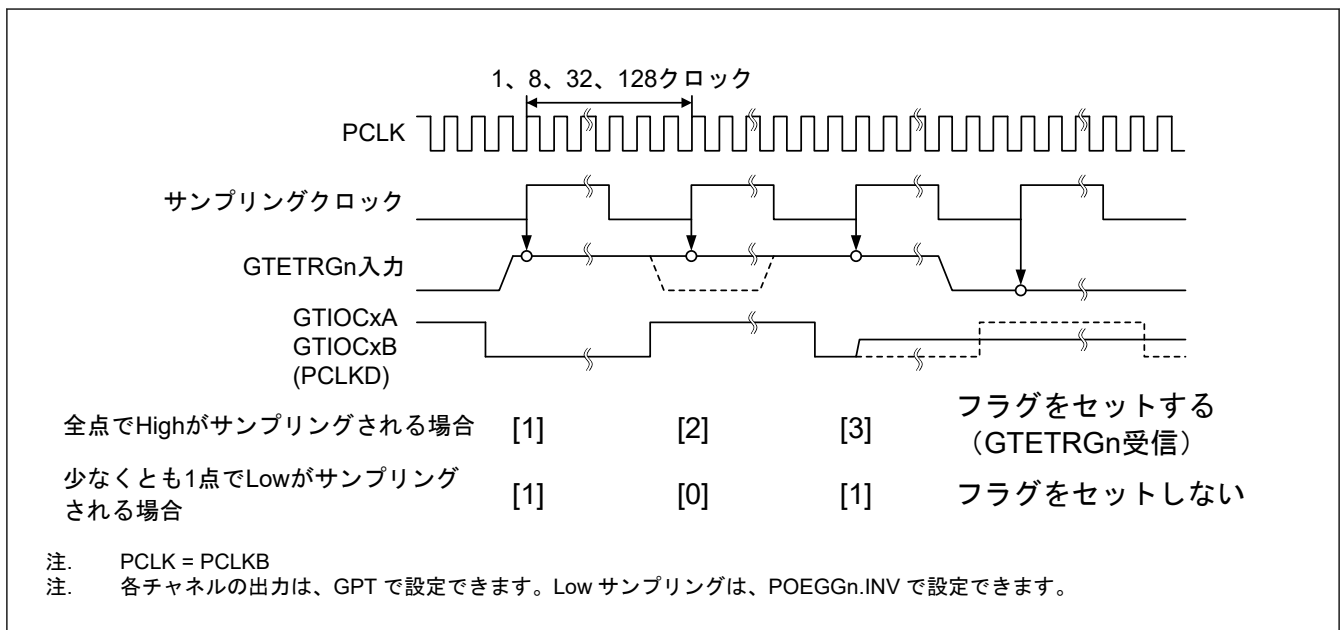 1、8、32、128クロック
PCLK
サンプリングクロック
GTETRGn入力
GTIOCxA
GTIOCxB
(PCLKD)
全点でHighがサンプリングされる場合 [1] [2] [3] フラグをセットする
（GTETRGn受信）
少なくとも1点でLowがサンプリング
される場合 [1] [0] [1] フラグをセットしない
注. PCLK = PCLKB
注. 各チャネルの出力は、GPT で設定できます。Low サンプリングは、POEGGn.INV で設定できます。